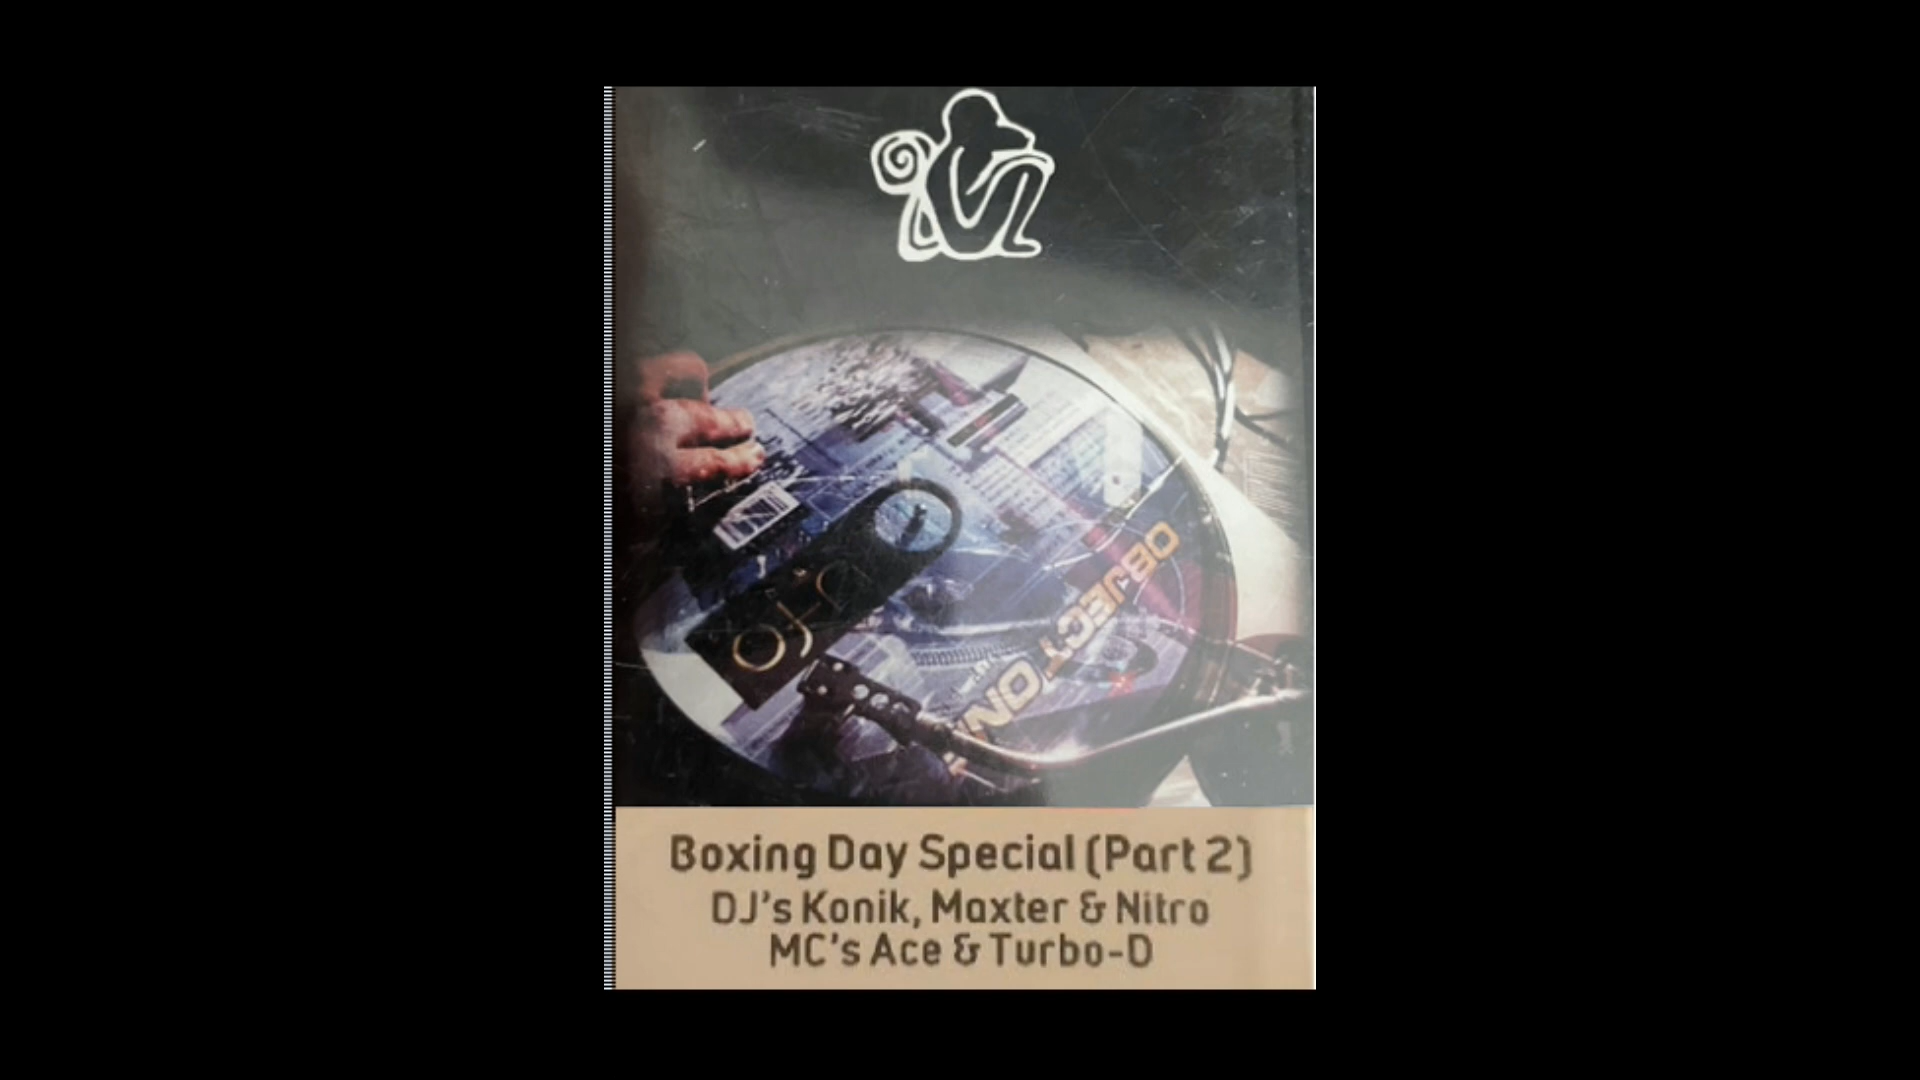 OBJECT ONE
Boxing Day Special (Part 2)
DJ's Konik, Maxter & Nitro
MC's Ace & Turbo-D